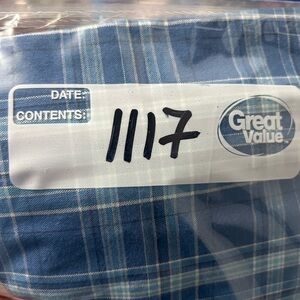 DATE:
CONTENTS:
1117
Great
Value